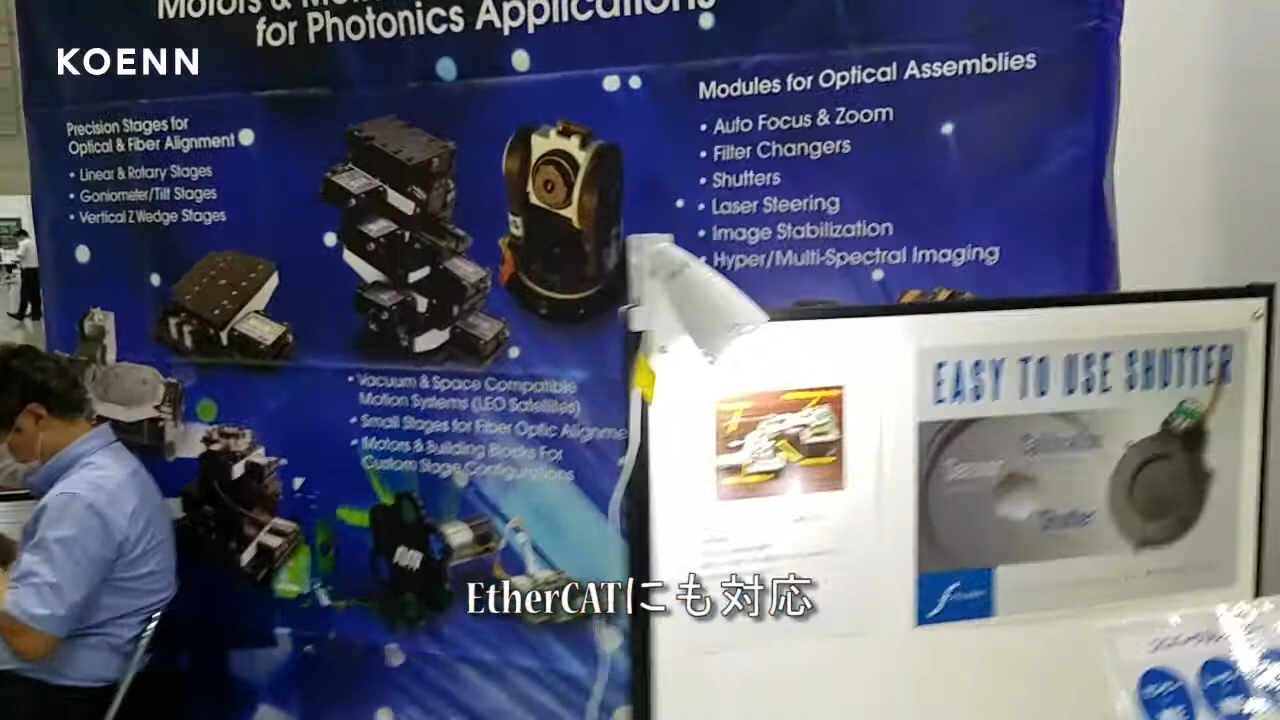 Motors &
for Photonics Applications
KOENN
Precision Stages for
Optical & Fiber Alignment
• Linear & Rotary Stages
• Goniometer/Tilt Stages
• Vertical Z Wedge Stages
Modules for Optical Assemblies
• Auto Focus & Zoom
• Filter Changers
• Shutters
• Laser Steering
• Image Stabilization
• Hyper/Multi-Spectral Imaging
• Vacuum & Space Compatible
Motion Systems (LEO Satellites)
• Small Stages for Fiber Optic Alignme
• Motors & Building Blocks For
Custom Stage Configurations
EASY TO USE SHUTTER
EtherCATにも対応